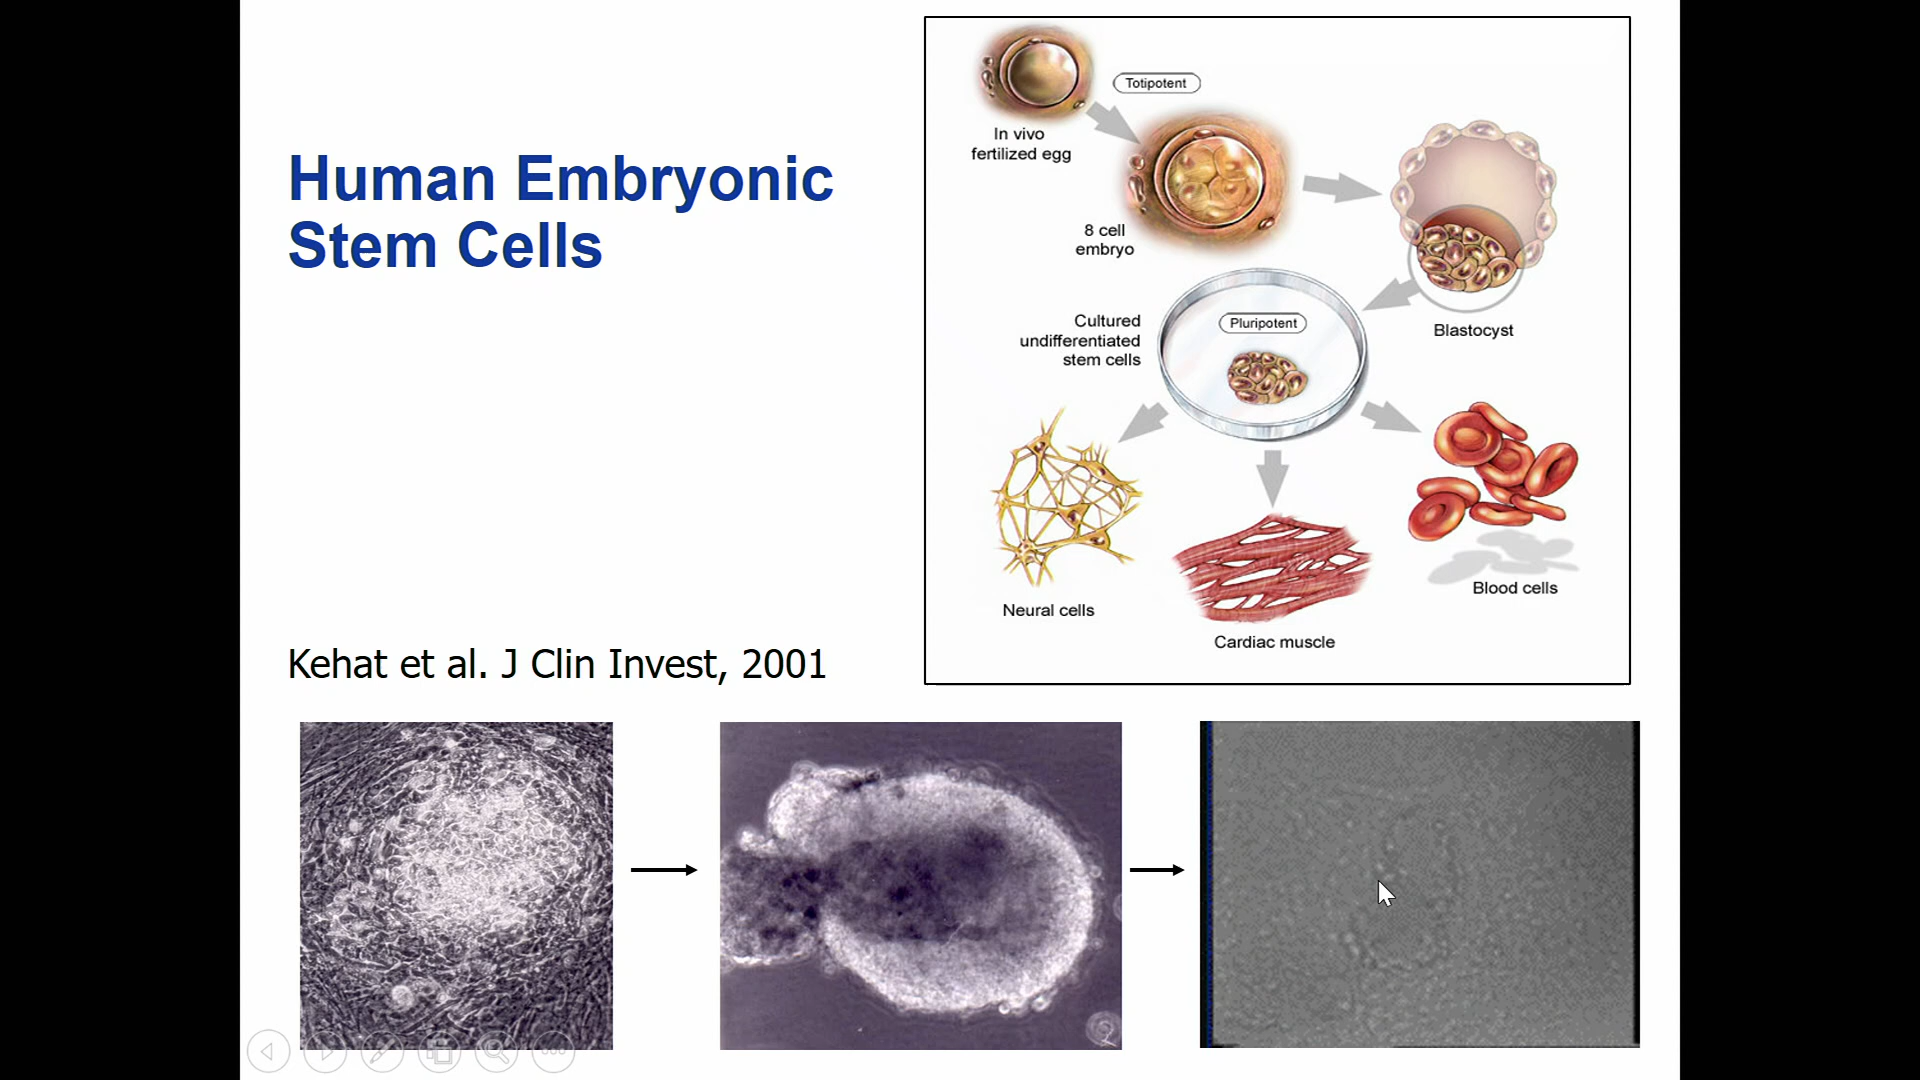 Human Embryonic
Stem Cells
Totipotent
In vivo
fertilized egg
8 cell
embryo
Blastocyst
Cultured
undifferentiated
stem cells
Pluripotent
Neural cells
Cardiac muscle
Blood cells
Kehat et al. J Clin Invest, 2001